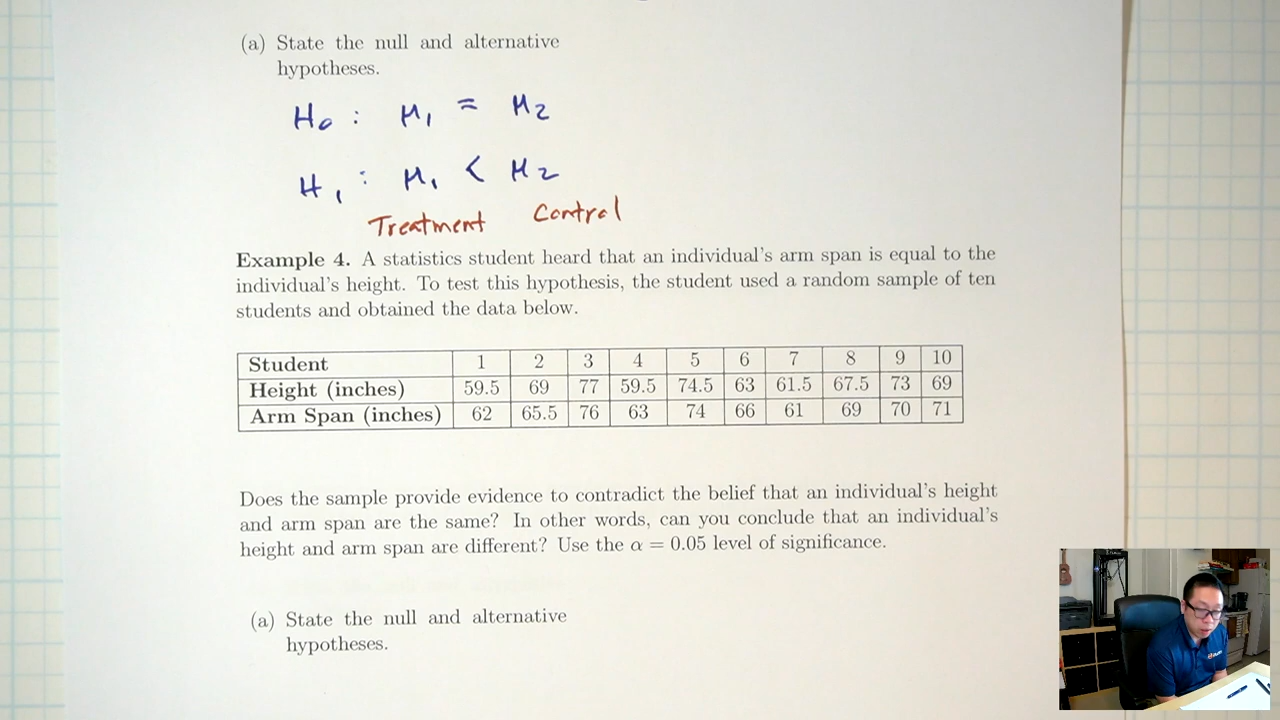 (a) State the null and alternative
hypotheses.
H₀ : μ₁ = μ₂
H₁ : μ₁ < μ₂
Treatment Control
Example 4. A statistics student heard that an individual's arm span is equal to the
individual's height. To test this hypothesis, the student used a random sample of ten
students and obtained the data below.
Student 1 2 3 4 5 6 7 8 9 10
Height (inches) 59.5 69 77 59.5 74.5 63 61.5 67.5 73 69
Arm Span (inches) 62 65.5 76 63 74 66 61 69 70 71
Does the sample provide evidence to contradict the belief that an individual's height
and arm span are the same? In other words, can you conclude that an individual's
height and arm span are different? Use the α = 0.05 level of significance.
(a) State the null and alternative
hypotheses.